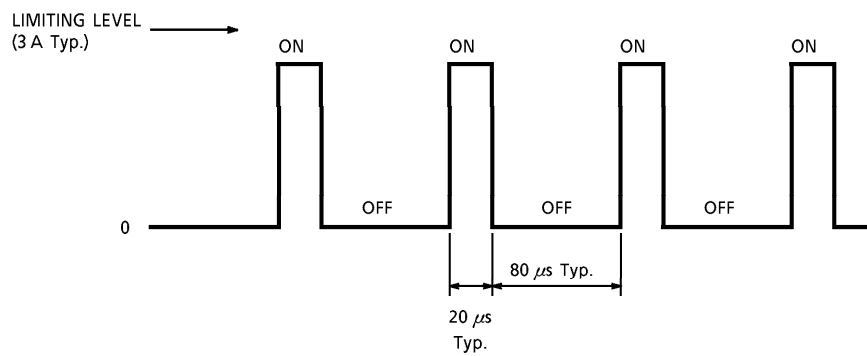 LIMITING LEVEL
(3 A Typ.)
ON
ON
ON
ON
OFF
OFF
OFF
0
80 μs Typ.
20 μs
Typ.